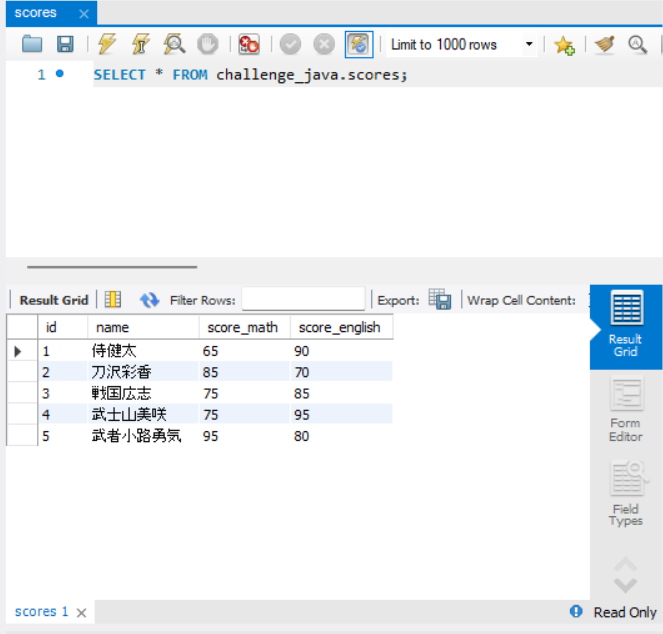 scores
Limit to 1000 rows
1 SELECT * FROM challenge_java.scores;
Result Grid Filter Rows: Export: Wrap Cell Content:
id name score_math score_english
1 侍健太 65 90
2 刀沢彩香 85 70
3 戦国広志 75 85
4 武士山美咲 75 95
5 武者小路勇気 95 80
Result
Grid
Form
Editor
Field
Types
scores 1 Read Only